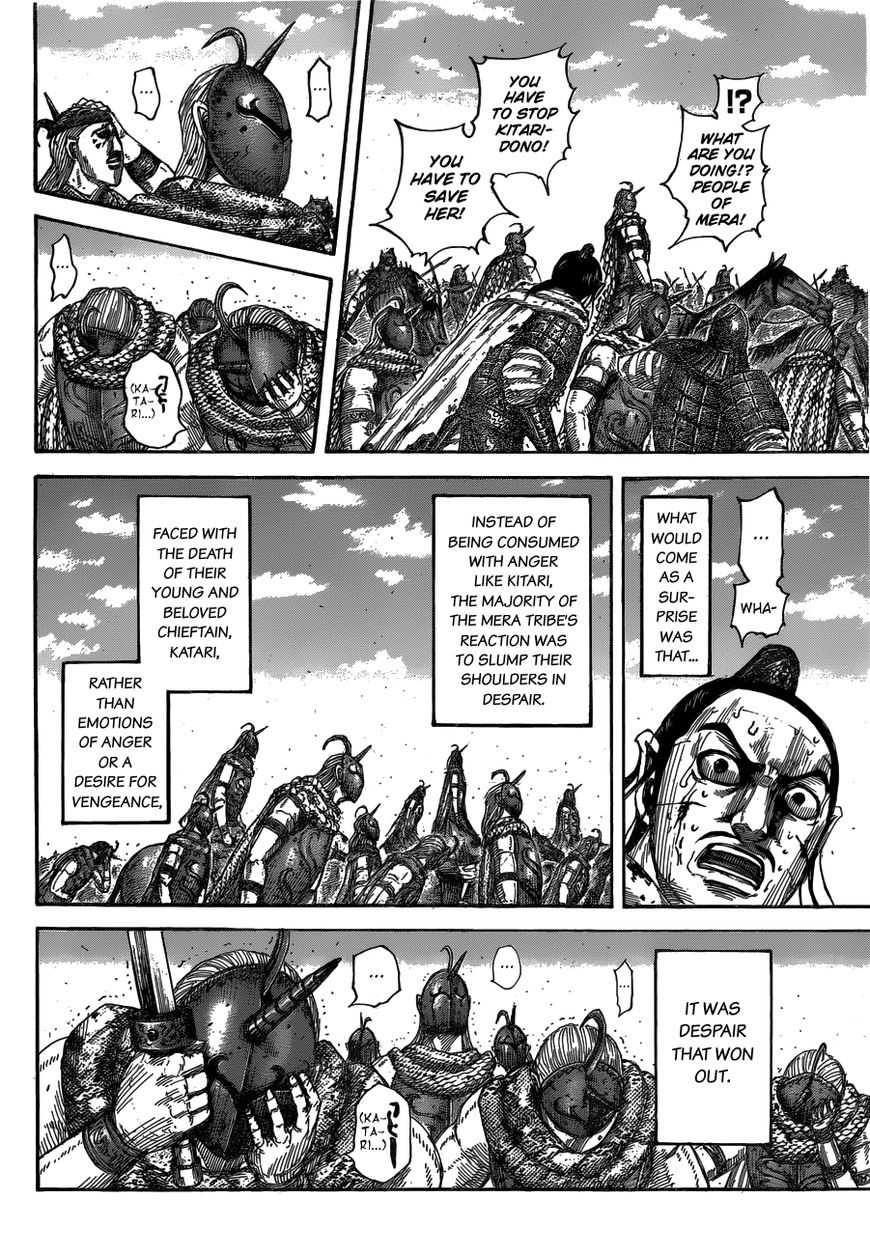 !?
WHAT
ARE YOU
DOING!?
PEOPLE
OF
MERA!
YOU
HAVE
TO STOP
KITARI-
DONO!
YOU
HAVE TO
SAVE
HER!
...
...
...
(KA-
TA-
RI...)
...
WHA-
WHAT
WOULD
COME
AS A
SUR-
PRISE
WAS
THAT...
INSTEAD OF
BEING CONSUMED
WITH ANGER
LIKE KITARI,
THE MAJORITY OF
THE MERA TRIBE'S
REACTION WAS
TO SLUMP THEIR
SHOULDERS IN
DESPAIR.
FACED WITH
THE DEATH
OF THEIR
YOUNG AND
BELOVED
CHIEFTAIN,
KATARI,
RATHER
THAN
EMOTIONS
OF ANGER
OR A
DESIRE FOR
VENGEANCE,
IT WAS
DESPAIR
THAT WON
OUT.
...
...
...
(KA-
TA-
RI...)